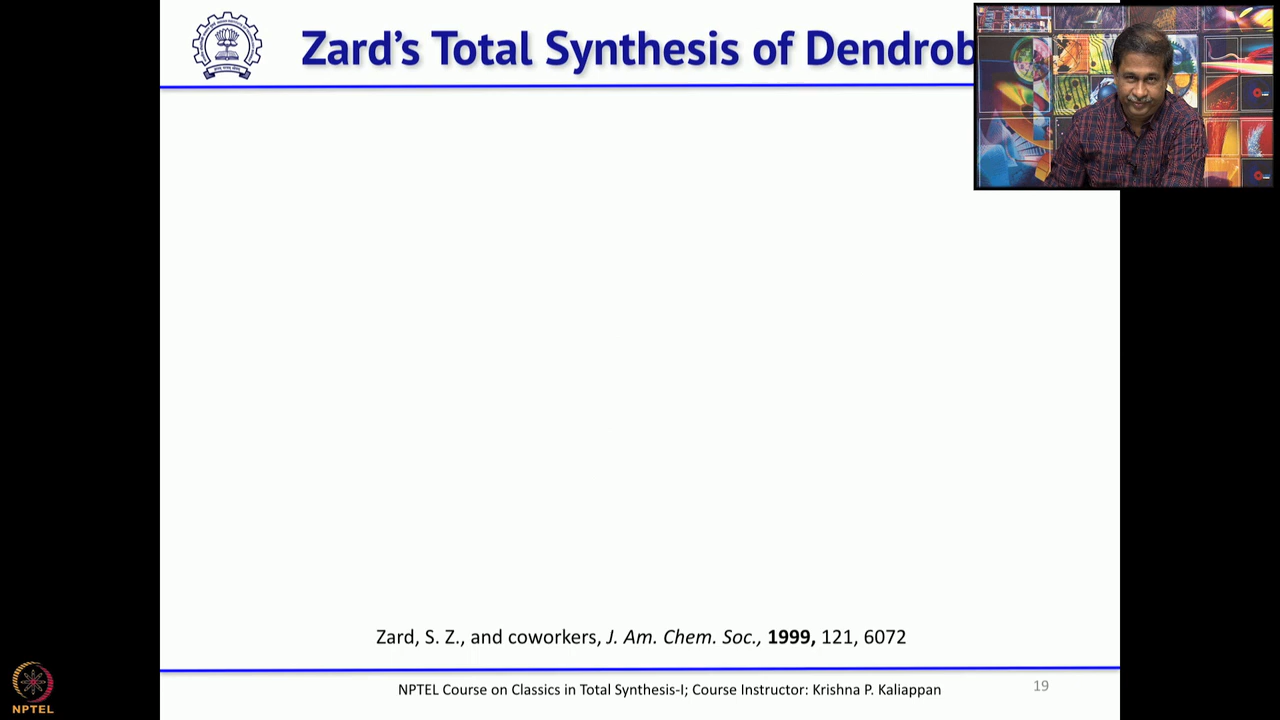 Zard's Total Synthesis of Dendrob
Zard, S. Z., and coworkers, J. Am. Chem. Soc., 1999, 121, 6072
NPTEL Course on Classics in Total Synthesis-I; Course Instructor: Krishna P. Kaliappan
19
NPTEL